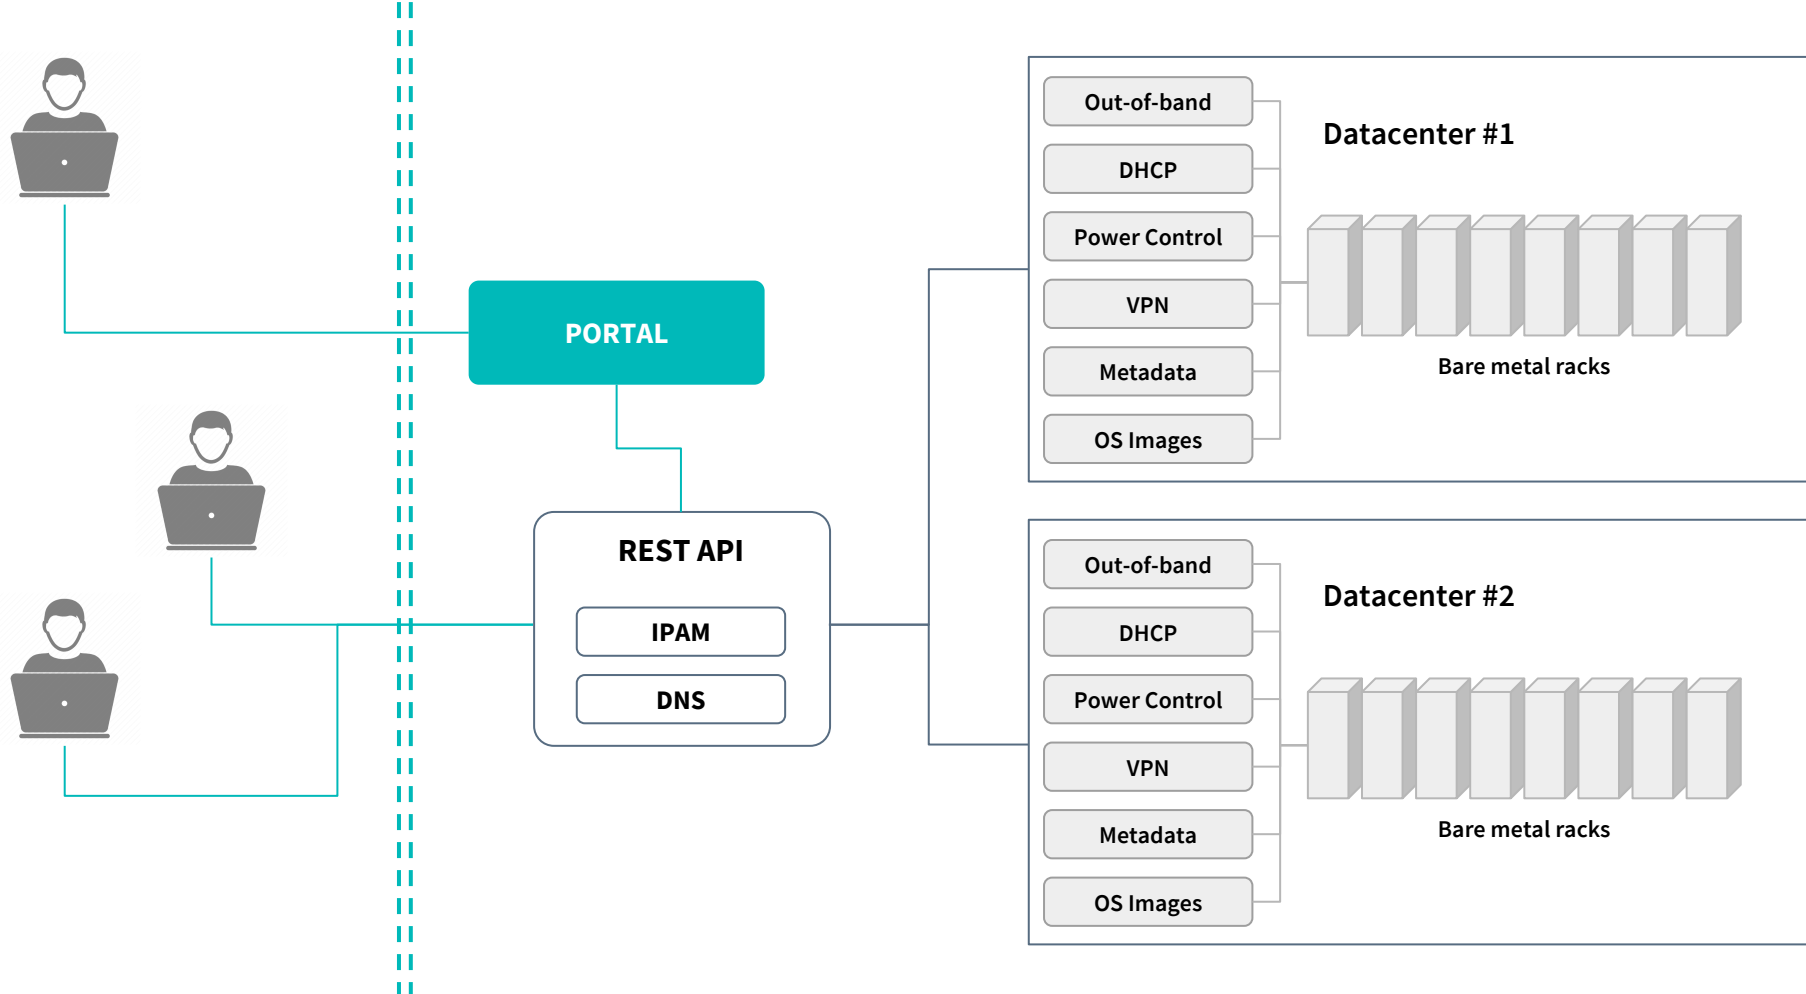 PORTAL
REST API
IPAM
DNS
Out-of-band
DHCP
Power Control
VPN
Metadata
OS Images
Datacenter #1
Bare metal racks
Out-of-band
DHCP
Power Control
VPN
Metadata
OS Images
Datacenter #2
Bare metal racks